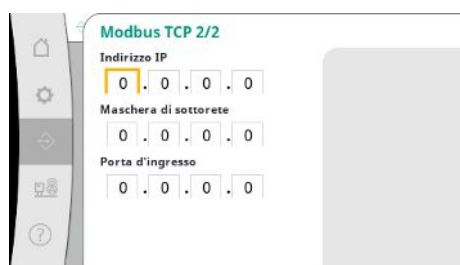 Modbus TCP 2/2
Indirizzo IP
0 . 0 . 0 . 0
Maschera di sottorete
0 . 0 . 0 . 0
Porta d'ingresso
0 . 0 . 0 . 0
?